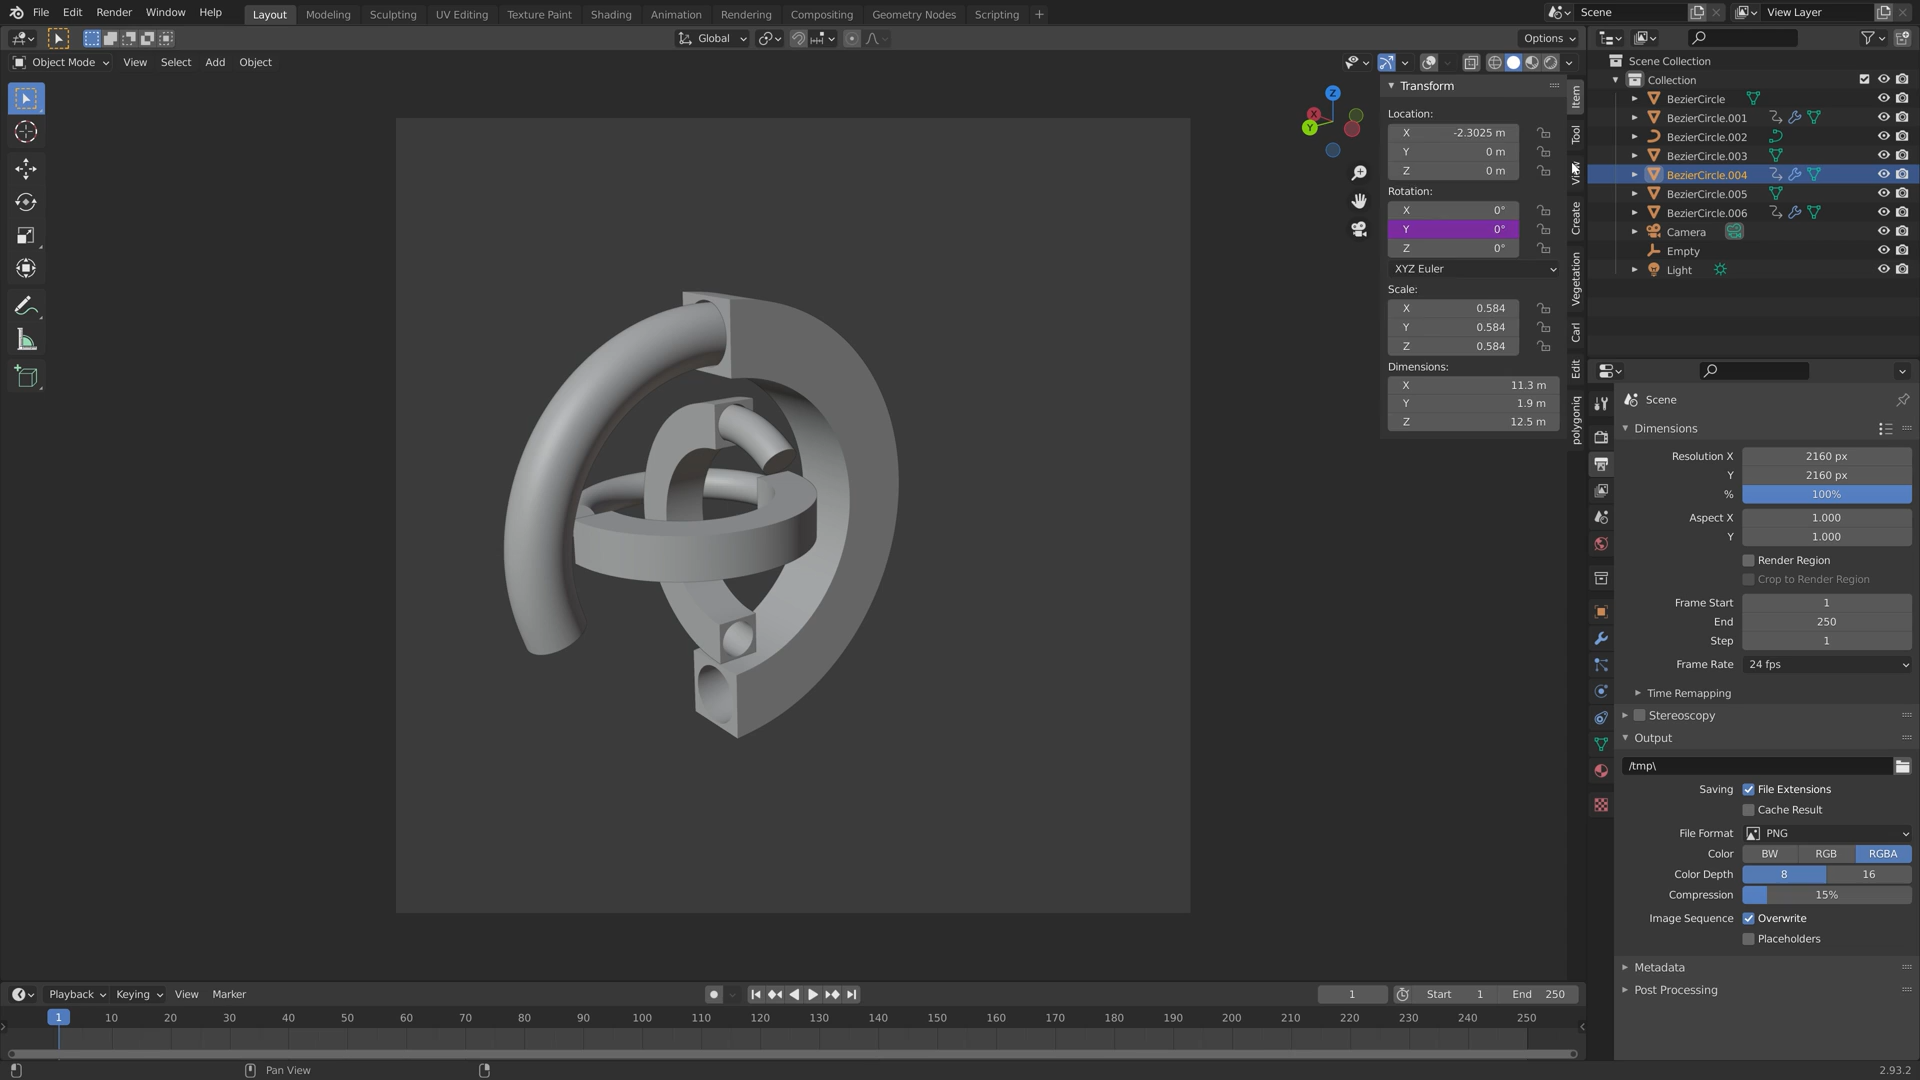 File Edit Render Window Help Layout Modeling Sculpting UV Editing Texture Paint Shading Animation Rendering Compositing Geometry Nodes Scripting + Scene View Layer
Global Options
Object Mode View Select Add Object
Scene Collection
Collection
BezierCircle
BezierCircle.001
BezierCircle.002
BezierCircle.003
BezierCircle.004
BezierCircle.005
BezierCircle.006
Camera
Empty
Light
Z
X
Y
Transform
Location:
X -2.3025 m
Y 0 m
Z 0 m
Rotation:
X 0°
Y 0°
Z 0°
XYZ Euler
Scale:
X 0.584
Y 0.584
Z 0.584
Dimensions:
X 11.3 m
Y 1.9 m
Z 12.5 m
Item
Tool
View
Create
Vegetation
Carl
Edit
polygoniq
Scene
Dimensions
Resolution X 2160 px
Y 2160 px
% 100%
Aspect X 1.000
Y 1.000
Render Region
Crop to Render Region
Frame Start 1
End 250
Step 1
Frame Rate 24 fps
Time Remapping
Stereoscopy
Output
/tmp\
Saving File Extensions
Cache Result
File Format PNG
Color BW RGB RGBA
Color Depth 8 16
Compression 15%
Image Sequence Overwrite
Placeholders
Metadata
Post Processing
Playback Keying View Marker 1 Start 1 End 250
1 10 20 30 40 50 60 70 80 90 100 110 120 130 140 150 160 170 180 190 200 210 220 230 240 250
Pan View 2.93.2